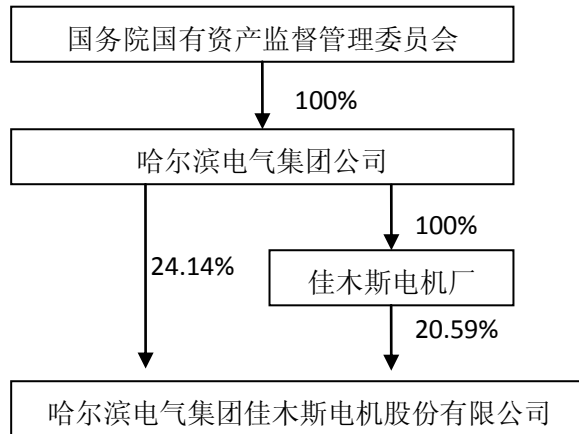 国务院国有资产监督管理委员会
100%
哈尔滨电气集团公司
100%
24.14%
佳木斯电机厂
20.59%
哈尔滨电气集团佳木斯电机股份有限公司